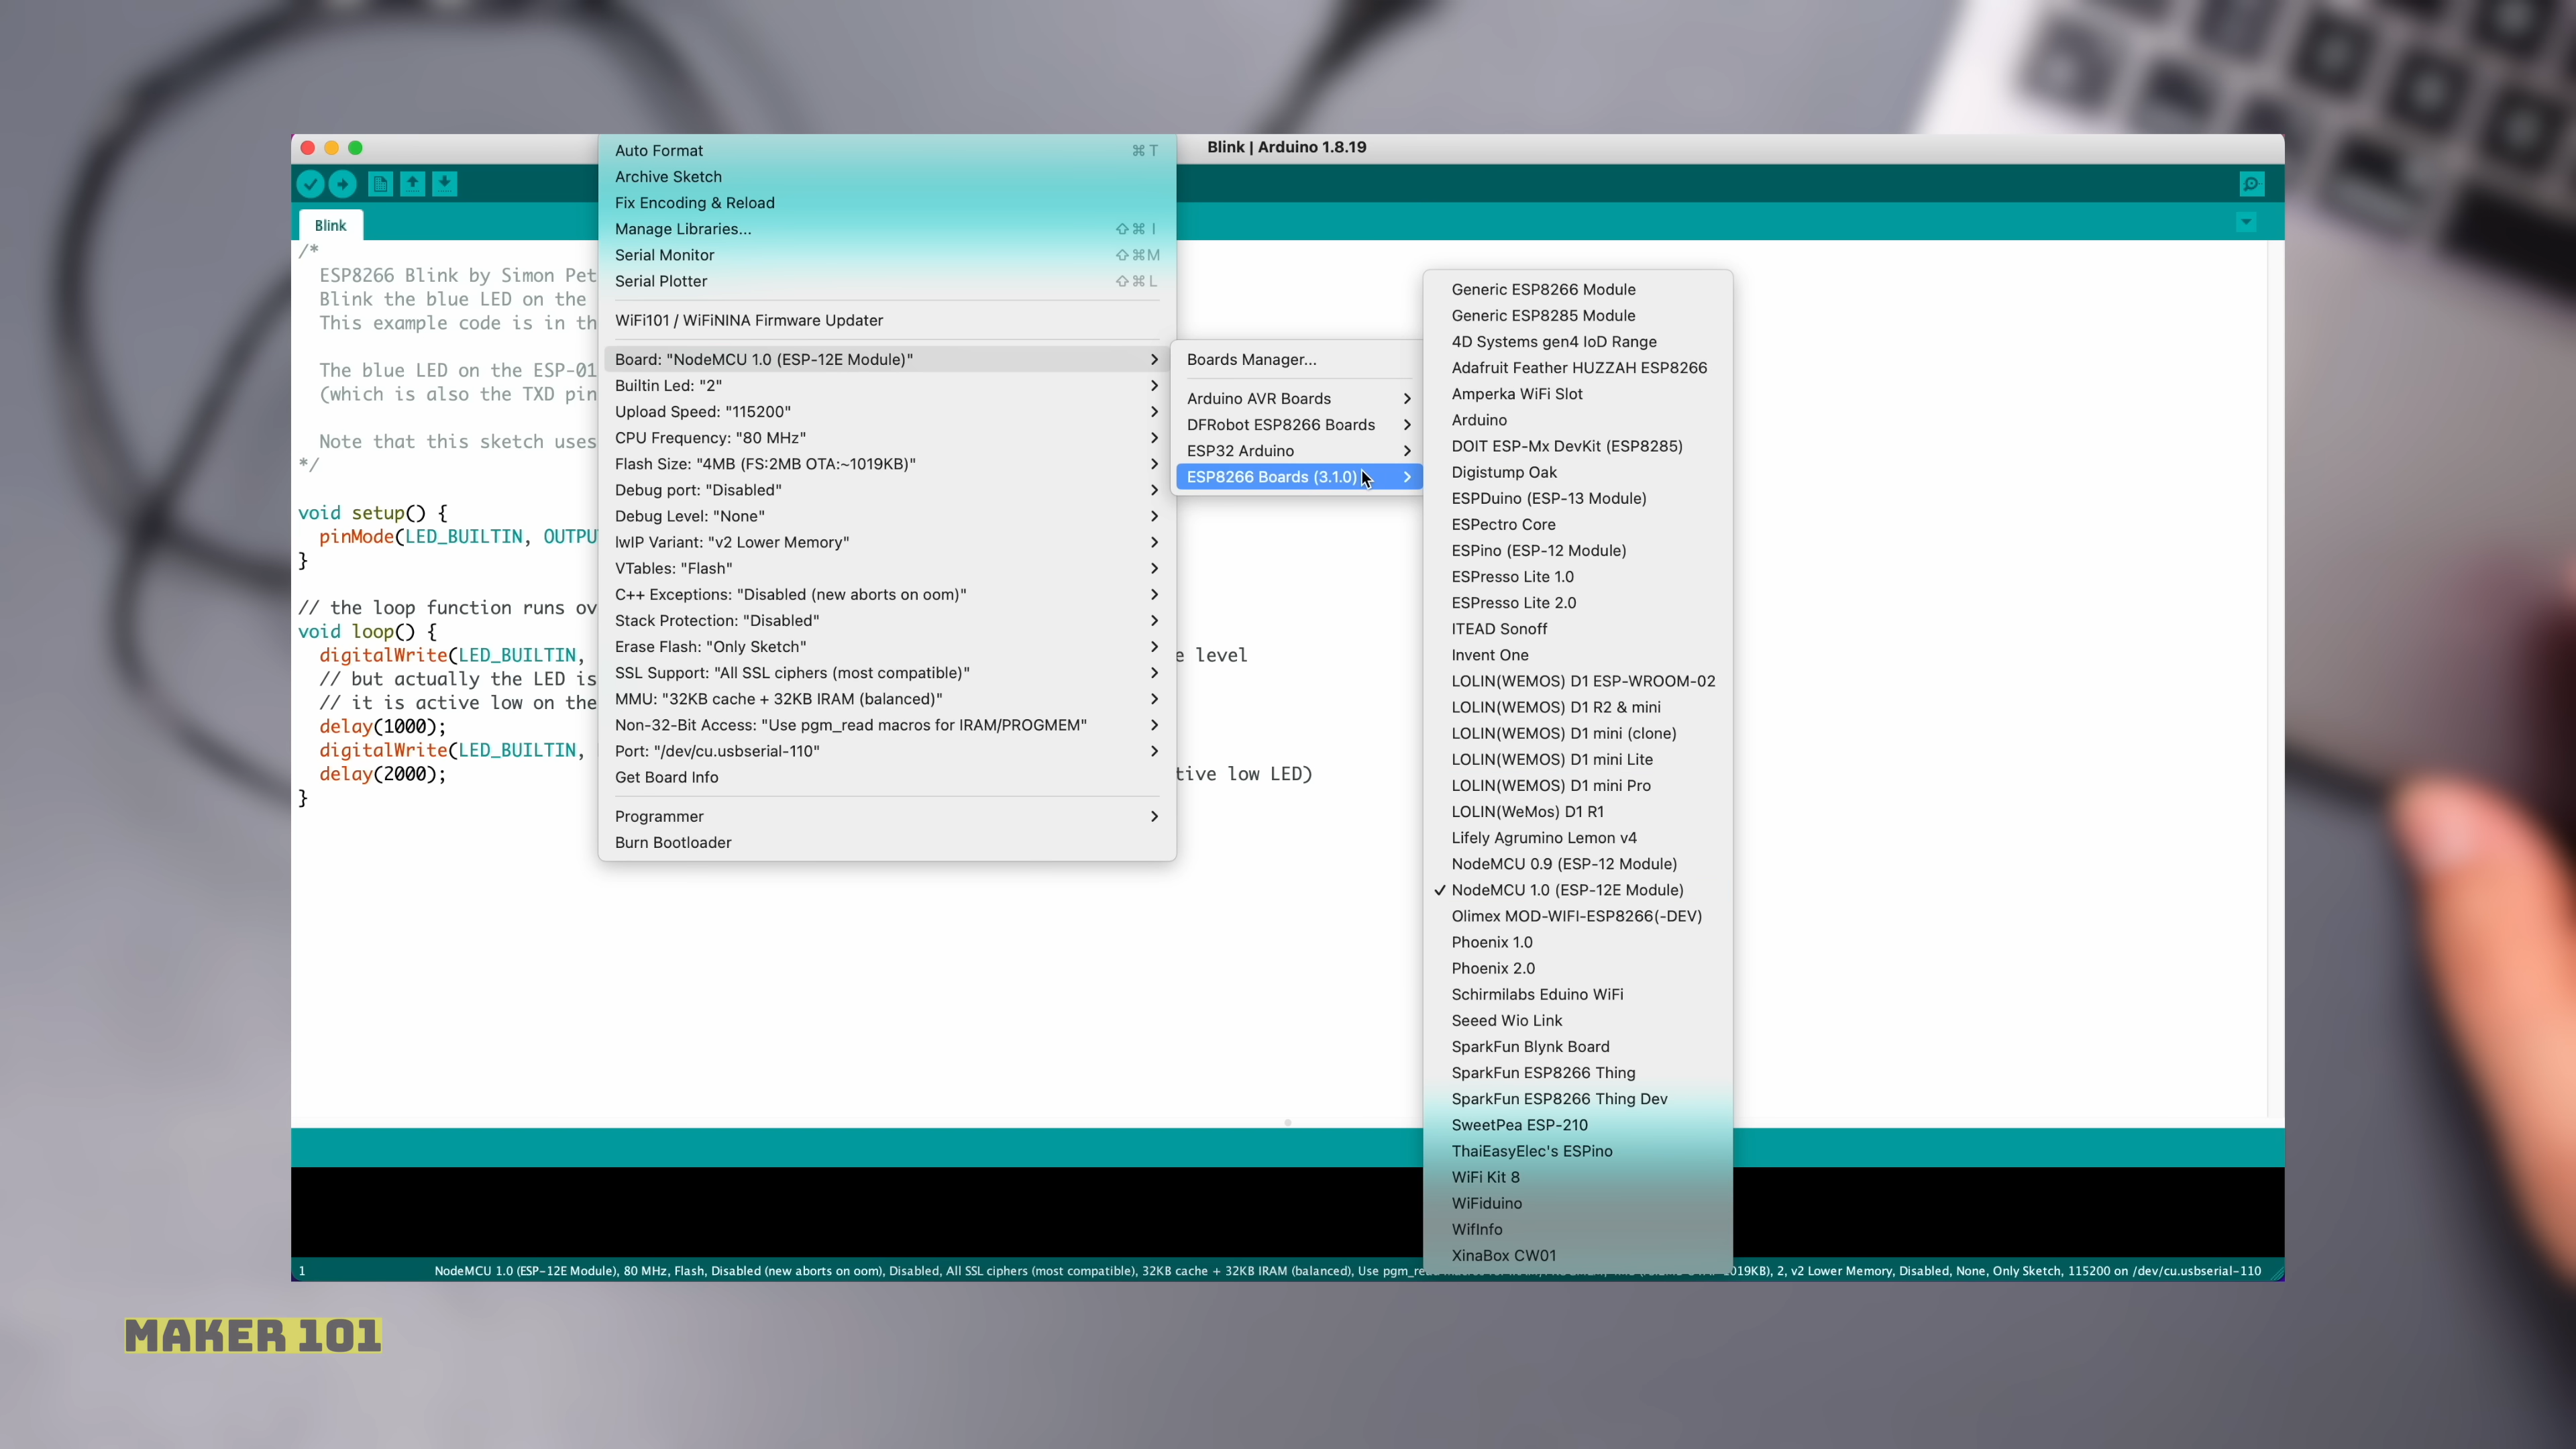 Blink | Arduino 1.8.19
Blink
/*
ESP8266 Blink by Simon Pet
Blink the blue LED on the
This example code is in th
The blue LED on the ESP-01
(which is also the TXD pin
Note that this sketch uses
*/
void setup() {
pinMode(LED_BUILTIN, OUTPU
}
// the loop function runs ov
void loop() {
digitalWrite(LED_BUILTIN, e level
// but actually the LED is
// it is active low on the
delay(1000);
digitalWrite(LED_BUILTIN,
delay(2000); tive low LED)
}
Auto Format ⌘T
Archive Sketch
Fix Encoding & Reload
Manage Libraries... ⇧⌘I
Serial Monitor ⇧⌘M
Serial Plotter ⇧⌘L
WiFi101 / WiFiNINA Firmware Updater
Board: "NodeMCU 1.0 (ESP-12E Module)"
Builtin Led: "2"
Upload Speed: "115200"
CPU Frequency: "80 MHz"
Flash Size: "4MB (FS:2MB OTA:~1019KB)"
Debug port: "Disabled"
Debug Level: "None"
lwIP Variant: "v2 Lower Memory"
VTables: "Flash"
C++ Exceptions: "Disabled (new aborts on oom)"
Stack Protection: "Disabled"
Erase Flash: "Only Sketch"
SSL Support: "All SSL ciphers (most compatible)"
MMU: "32KB cache + 32KB IRAM (balanced)"
Non-32-Bit Access: "Use pgm_read macros for IRAM/PROGMEM"
Port: "/dev/cu.usbserial-110"
Get Board Info
Programmer
Burn Bootloader
Boards Manager...
Arduino AVR Boards
DFRobot ESP8266 Boards
ESP32 Arduino
ESP8266 Boards (3.1.0)
Generic ESP8266 Module
Generic ESP8285 Module
4D Systems gen4 IoD Range
Adafruit Feather HUZZAH ESP8266
Amperka WiFi Slot
Arduino
DOIT ESP-Mx DevKit (ESP8285)
Digistump Oak
ESPDuino (ESP-13 Module)
ESPectro Core
ESPino (ESP-12 Module)
ESPresso Lite 1.0
ESPresso Lite 2.0
ITEAD Sonoff
Invent One
LOLIN(WEMOS) D1 ESP-WROOM-02
LOLIN(WEMOS) D1 R2 & mini
LOLIN(WEMOS) D1 mini (clone)
LOLIN(WEMOS) D1 mini Lite
LOLIN(WEMOS) D1 mini Pro
LOLIN(WeMos) D1 R1
Lifely Agrumino Lemon v4
NodeMCU 0.9 (ESP-12 Module)
✓ NodeMCU 1.0 (ESP-12E Module)
Olimex MOD-WIFI-ESP8266(-DEV)
Phoenix 1.0
Phoenix 2.0
Schirmilabs Eduino WiFi
Seeed Wio Link
SparkFun Blynk Board
SparkFun ESP8266 Thing
SparkFun ESP8266 Thing Dev
SweetPea ESP-210
ThaiEasyElec's ESPino
WiFi Kit 8
WiFiduino
WifInfo
XinaBox CW01
1 NodeMCU 1.0 (ESP-12E Module), 80 MHz, Flash, Disabled (new aborts on oom), Disabled, All SSL ciphers (most compatible), 32KB cache + 32KB IRAM (balanced), Use pgm_re 019KB), 2, v2 Lower Memory, Disabled, None, Only Sketch, 115200 on /dev/cu.usbserial-110
MAKER 101